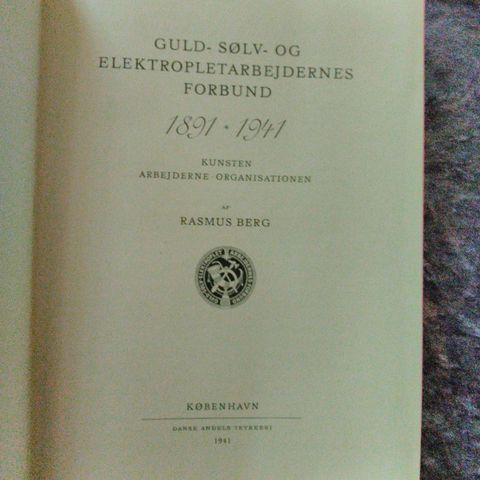 GULD- SØLV- OG
ELEKTROPLETARBEJDERNES
FORBUND
1891 * 1941
KUNSTEN
ARBEJDERNE · ORGANISATIONEN
AF
RASMUS BERG
KØBENHAVN
DANSK ANDELS TRYKKERI
1941